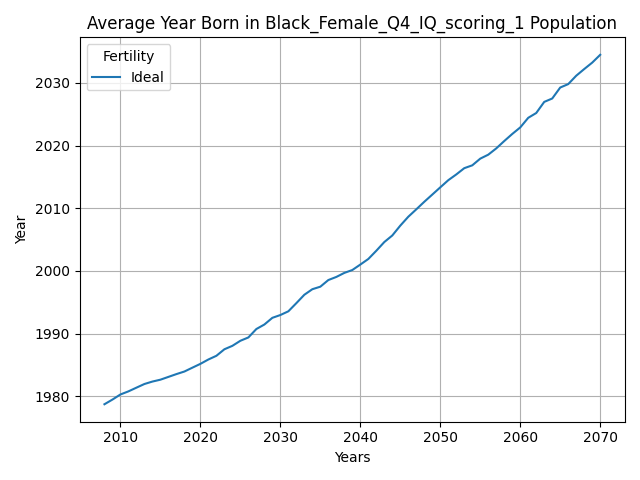 Average Year Born in Black_Female_Q4_IQ_scoring_1 Population
Fertility
Ideal
Year
2030
2020
2010
2000
1990
1980
2010 2020 2030 2040 2050 2060 2070
Years